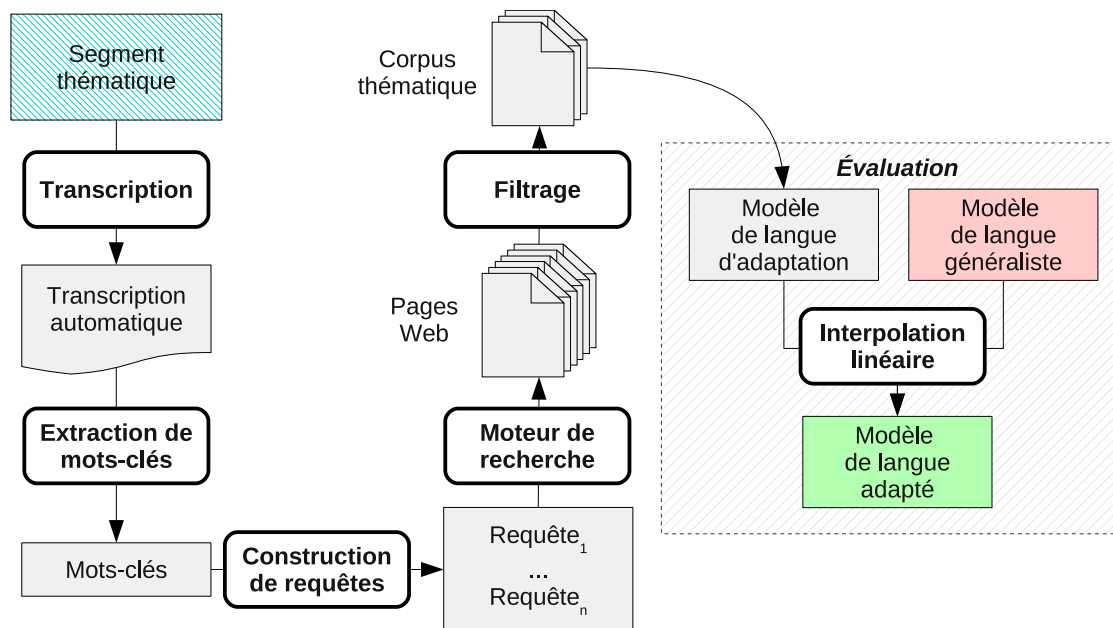 Segment
thématique
Transcription
Transcription
automatique
Extraction de
mots-clés
Mots-clés
Construction
de requêtes
Requête1
...
Requêten
Moteur de
recherche
Pages
Web
Filtrage
Corpus
thématique
Évaluation
Modèle
de langue
d'adaptation
Modèle
de langue
généraliste
Interpolation
linéaire
Modèle
de langue
adapté